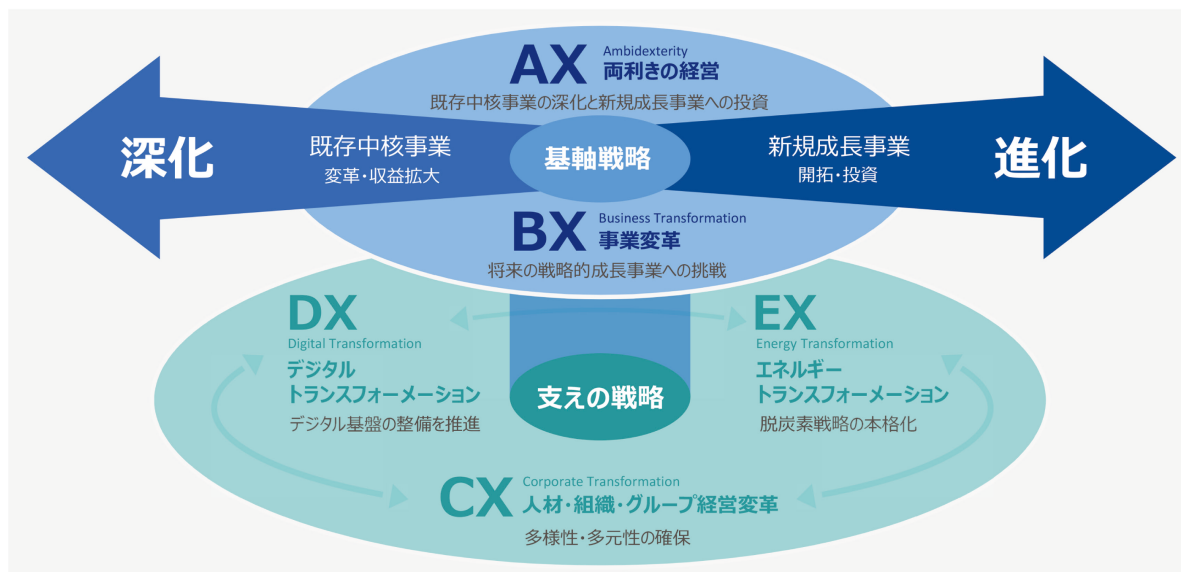 AX
Ambidexterity
両利きの経営
既存中核事業の深化と新規成長事業への投資
深化
既存中核事業
変革・収益拡大
基軸戦略
新規成長事業
開拓・投資
進化
BX
Business Transformation
事業変革
将来の戦略的成長事業への挑戦
DX
Digital Transformation
デジタル
トランスフォーメーション
デジタル基盤の整備を推進
支えの戦略
EX
Energy Transformation
エネルギー
トランスフォーメーション
脱炭素戦略の本格化
CX
Corporate Transformation
人材・組織・グループ経営変革
多様性・多元性の確保